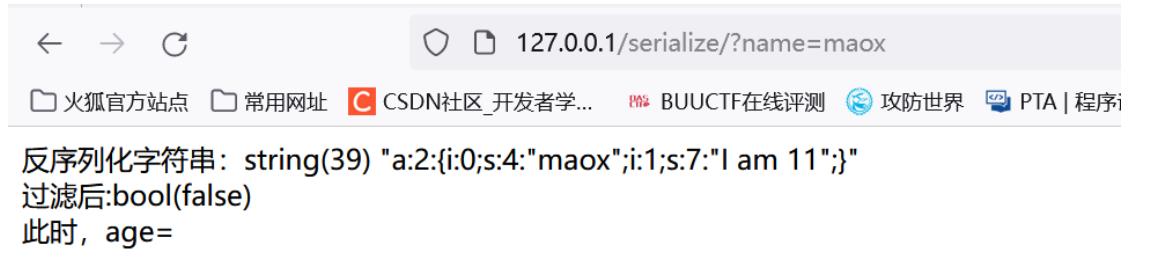 127.0.0.1/serialize/?name=maox
火狐官方站点 常用网址 C CSDN社区_开发者学... BUUCTF在线评测 攻防世界 PTA | 程序
反序列化字符串：string(39) "a:2:{i:0;s:4:"maox";i:1;s:7:"I am 11";}"
过滤后:bool(false)
此时，age=